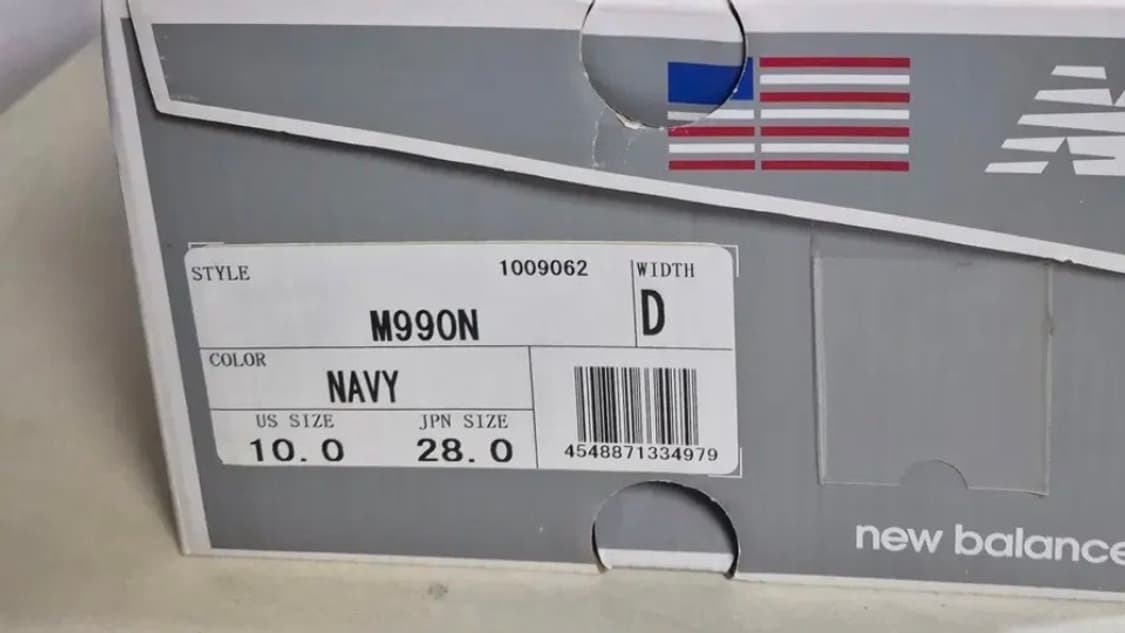 STYLE 1009062 WIDTH
M990N D
COLOR
NAVY
US SIZE JPN SIZE
10.0 28.0
4548871334979
new balance